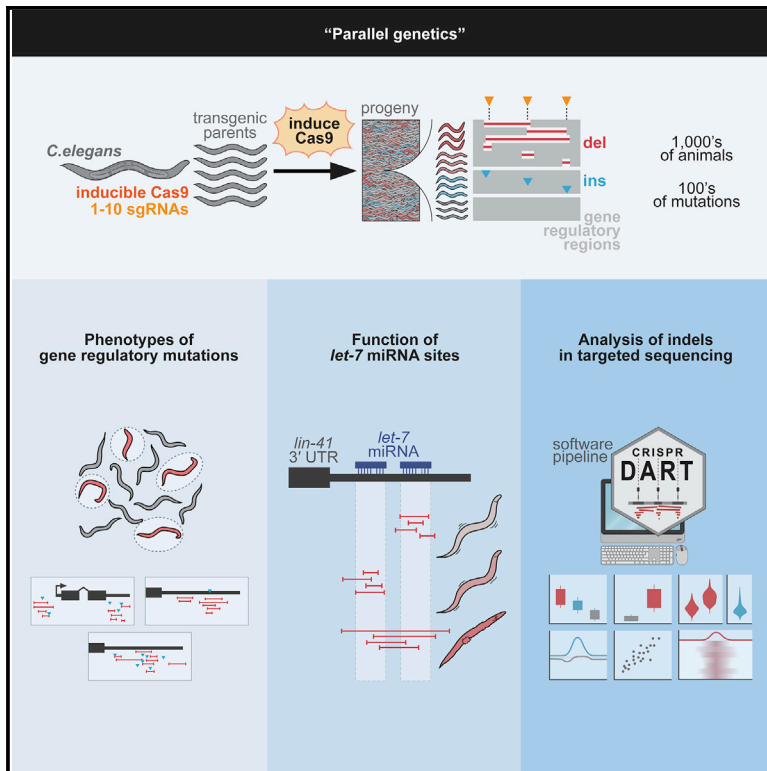 “Parallel genetics”
transgenic
parents
induce
Cas9
progeny
C.elegans
inducible Cas9
1-10 sgRNAs
del
ins
gene
regulatory
regions
1,000's
of animals
100's
of mutations
Phenotypes of
gene regulatory mutations
Function of
let-7 miRNA sites
lin-41
3′ UTR
let-7
miRNA
Analysis of indels
in targeted sequencing
software
pipeline
CRISPR
DART